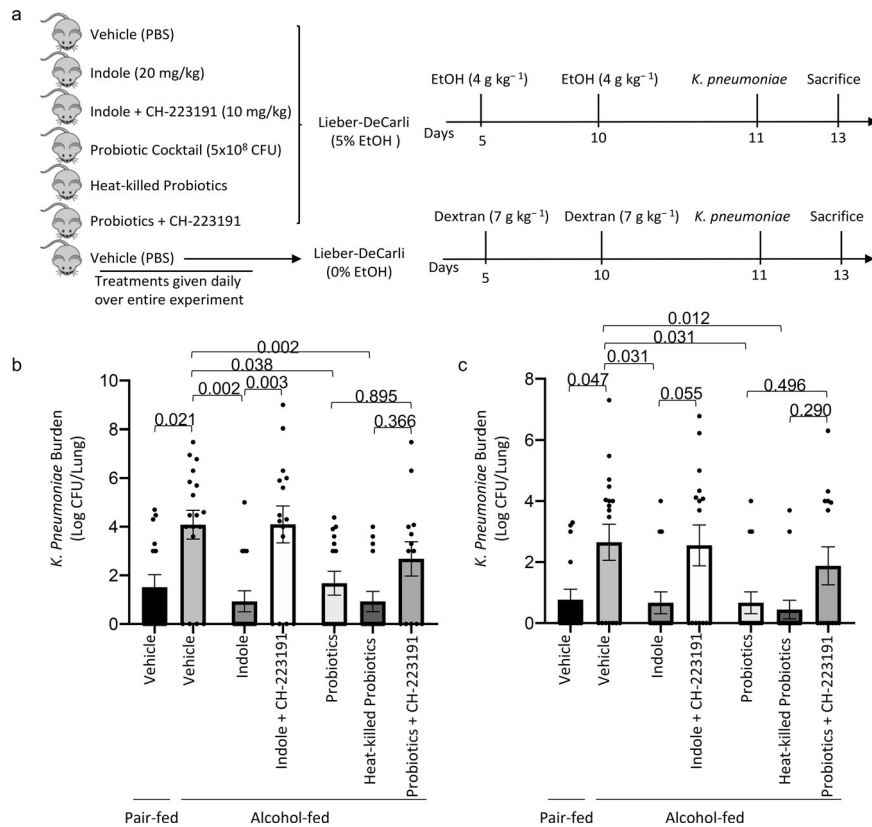 a
Vehicle (PBS)
Indole (20 mg/kg)
Indole + CH-223191 (10 mg/kg)
Probiotic Cocktail (5x10⁸ CFU)
Heat-killed Probiotics
Probiotics + CH-223191
Vehicle (PBS)
Treatments given daily
over entire experiment
Lieber-DeCarli
(5% EtOH )
Lieber-DeCarli
(0% EtOH)
EtOH (4 g kg⁻¹) EtOH (4 g kg⁻¹) K. pneumoniae Sacrifice
Days 5 10 11 13
Dextran (7 g kg⁻¹) Dextran (7 g kg⁻¹) K. pneumoniae Sacrifice
Days 5 10 11 13
b
K. Pneumoniae Burden
(Log CFU/Lung)
10
8
6
4
2
0
0.002
0.038
0.002 0.003
0.021
0.895
0.366
Vehicle
Vehicle
Indole
Indole + CH-223191
Probiotics
Heat-killed Probiotics
Probiotics + CH-223191
Pair-fed Alcohol-fed
c
K. Pneumoniae Burden
(Log CFU/Lung)
8
6
4
2
0
0.012
0.031
0.031
0.047
0.055
0.496
0.290
Vehicle
Vehicle
Indole
Indole + CH-223191
Probiotics
Heat-killed Probiotics
Probiotics + CH-223191
Pair-fed Alcohol-fed